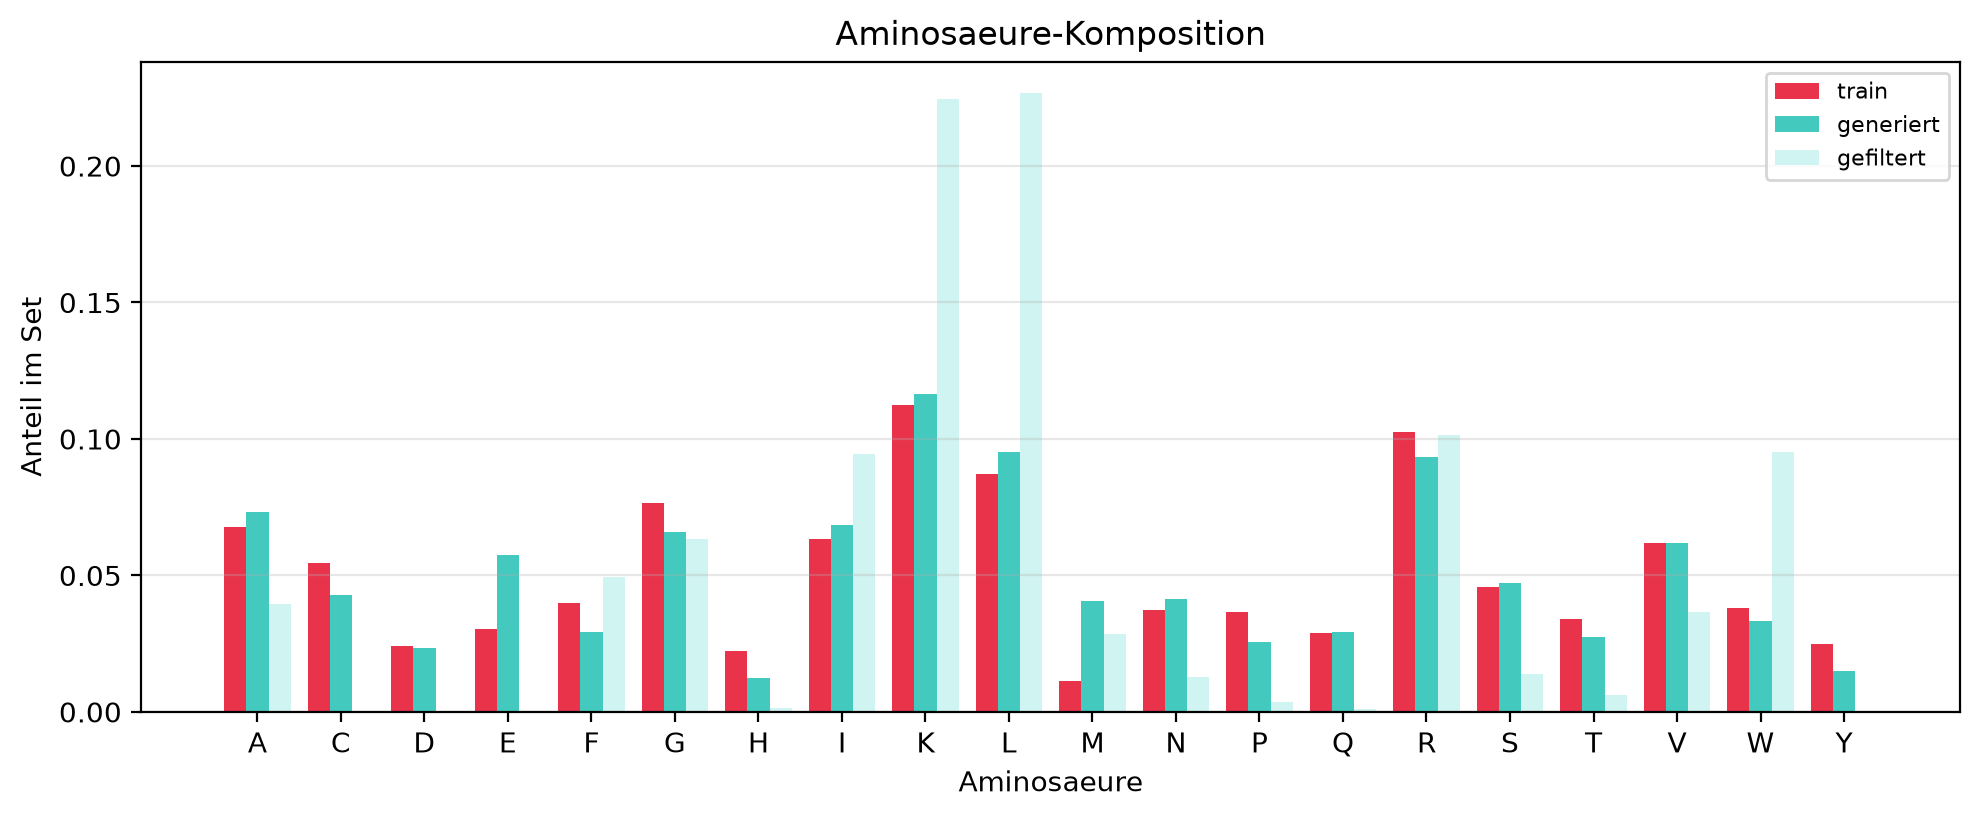 Aminosaeure-Komposition
train
generiert
gefiltert
Anteil im Set
0.20
0.15
0.10
0.05
0.00
A C D E F G H I K L M N P Q R S T V W Y
Aminosaeure